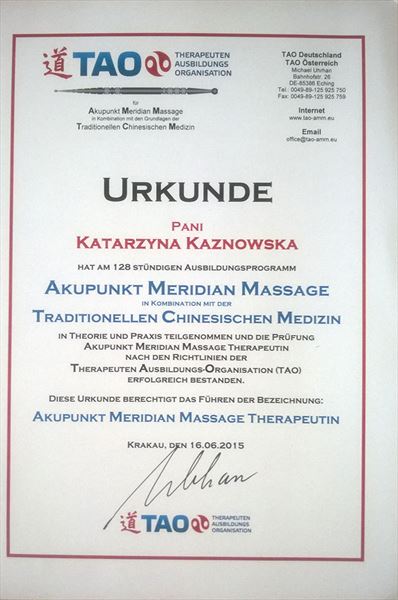 道 TAO THERAPEUTEN
AUSBILDUNGS
ORGANISATION
für
Akupunkt Meridian Massage
in Kombination mit den Grundlagen der
Traditionellen Chinesischen Medizin
TAO Deutschland
TAO Österreich
Michael Uhrhan
Bahnhofstr. 26
DE-85386 Eching
Tel.: 0049-89-125 925 750
Fax: 0049-89-125 925 759
Internet
www.tao-amm.eu
Email
office@tao-amm.eu
URKUNDE
PANI
KATARZYNA KAZNOWSKA
HAT AM 128 STÜNDIGEN AUSBILDUNGSPROGRAMM
AKUPUNKT MERIDIAN MASSAGE
IN KOMBINATION MIT DER
TRADITIONELLEN CHINESISCHEN MEDIZIN
IN THEORIE UND PRAXIS TEILGENOMMEN UND DIE PRÜFUNG
AKUPUNKT MERIDIAN MASSAGE THERAPEUTIN
NACH DEN RICHTLINIEN DER
THERAPEUTEN AUSBILDUNGS-ORGANISATION (TAO)
ERFOLGREICH BESTANDEN.
DIESE URKUNDE BERECHTIGT DAS FÜHREN DER BEZEICHNUNG:
AKUPUNKT MERIDIAN MASSAGE THERAPEUTIN
KRAKAU, DEN 16.06.2015
道 TAO THERAPEUTEN
AUSBILDUNGS
ORGANISATION